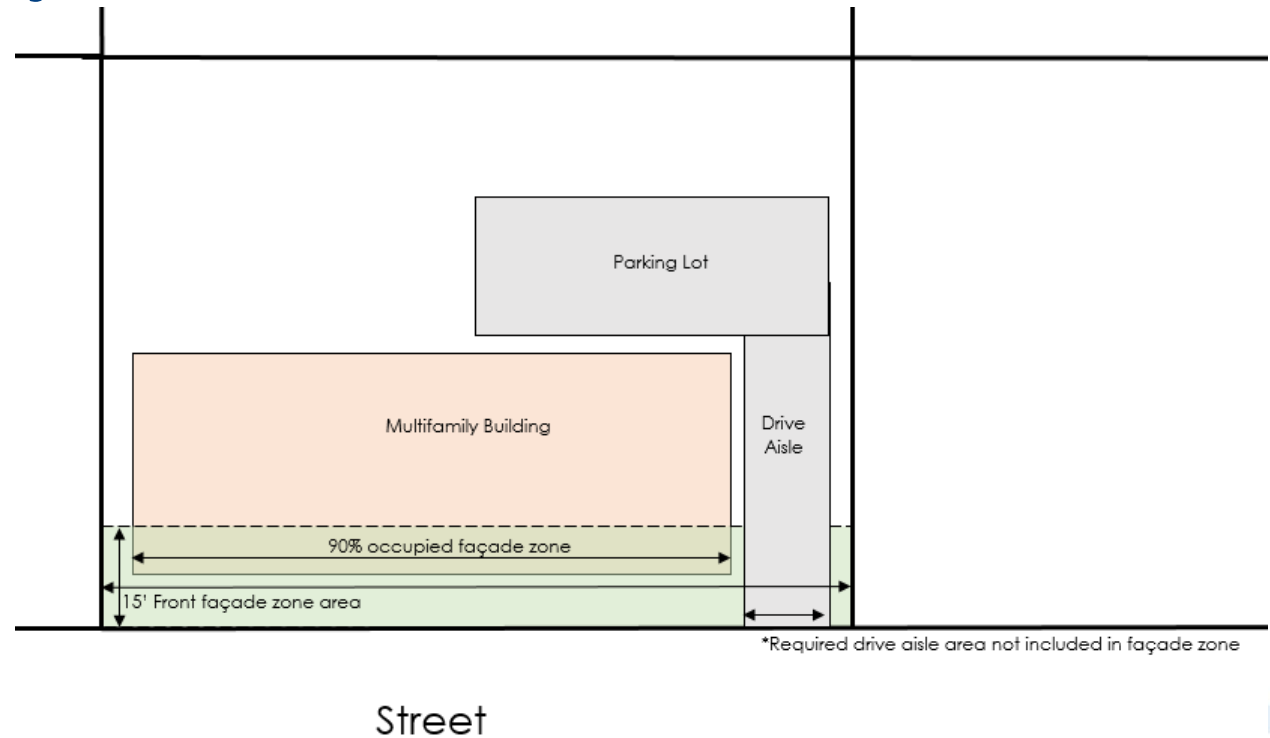 Parking Lot
Multifamily Building
Drive
Aisle
90% occupied façade zone
15' Front façade zone area
*Required drive aisle area not included in façade zone
Street